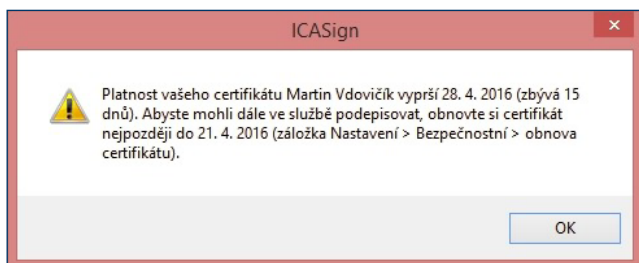 ICASign
Platnost vašeho certifikátu Martin Vdovičík vyprší 28. 4. 2016 (zbývá 15
dnů). Abyste mohli dále ve službě podepisovat, obnovte si certifikát
nejpozději do 21. 4. 2016 (záložka Nastavení > Bezpečnostní > obnova
certifikátu).
OK